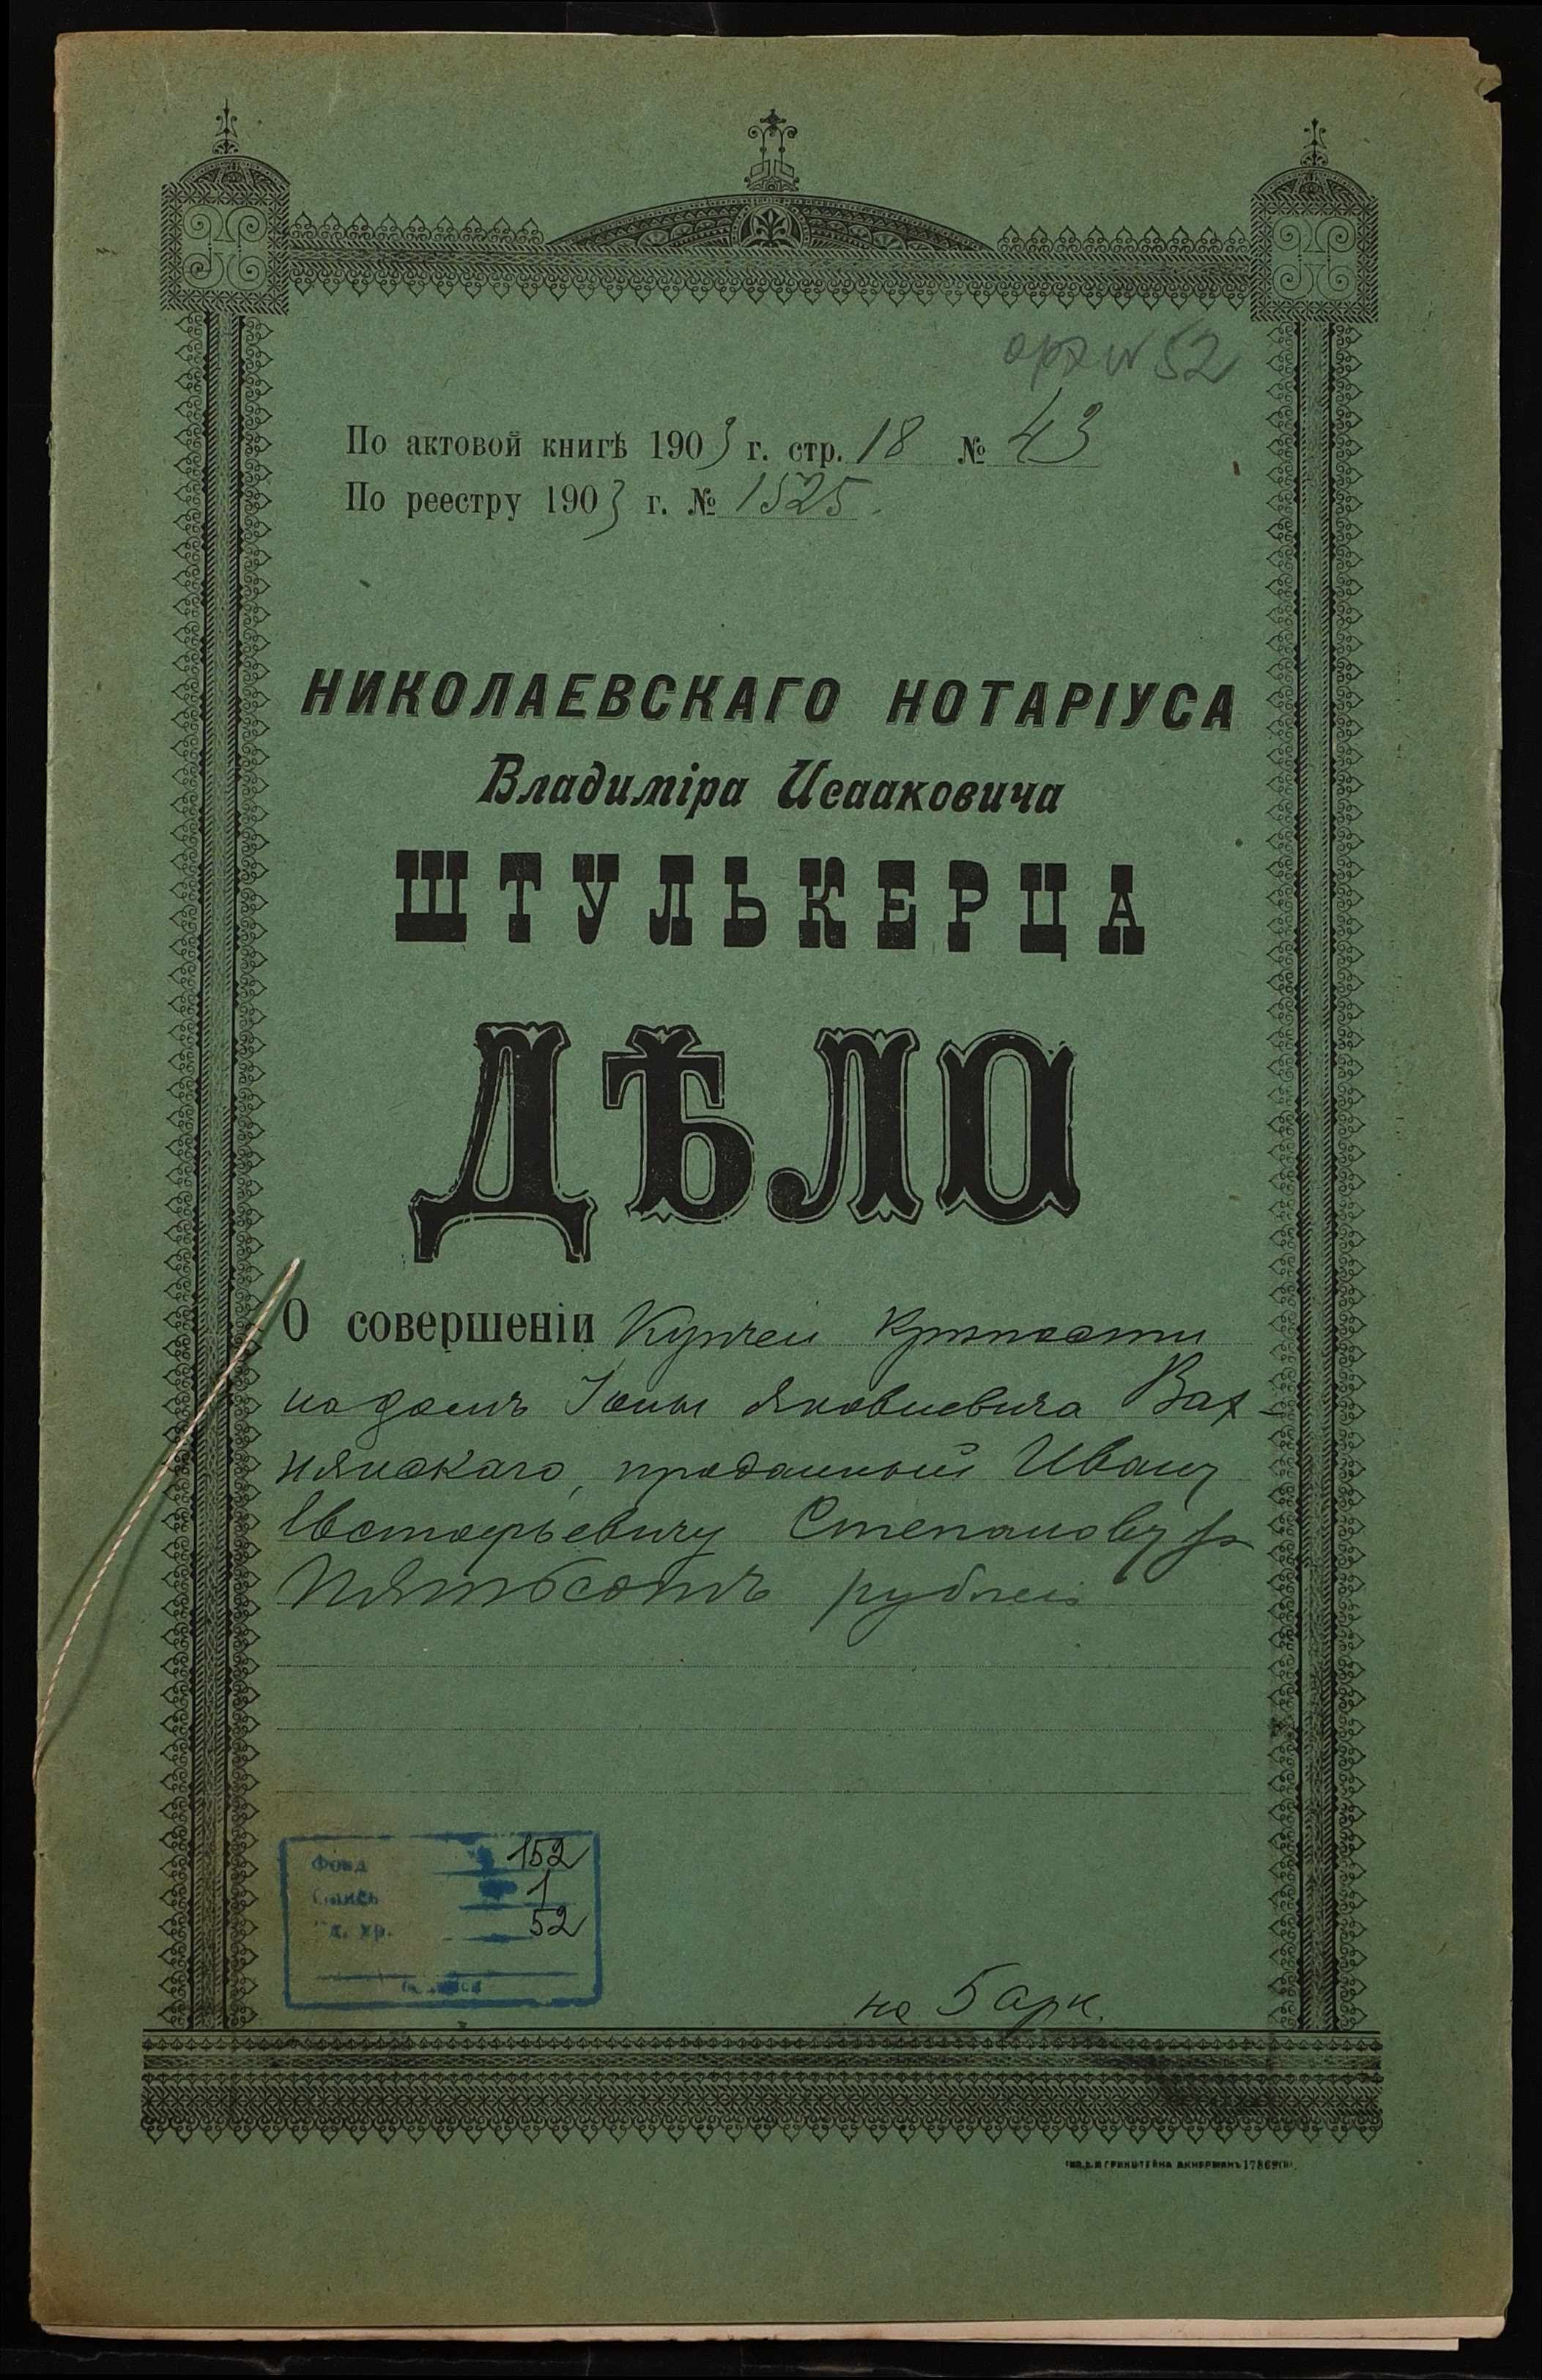 арх № 52
По актовой книгѣ 1903 г. стр. 18 № 43
По реестру 1903 г. № 1525.
НИКОЛАЕВСКАГО НОТАРІУСА
Владиміра Исааковича
ШТУЛЬКЕРЦА
ДѢЛО
О совершеніи Купчей Крѣпости
на домъ Іоны Яковлевича Вах-
нянскаго, проданный Ивану
Евстафьевичу Степанову за
Пятьсотъ рублей
Фонд 152
Опись 1
Ед. хр. 52
на 5 арк.
ГРИНШТЕЙНА